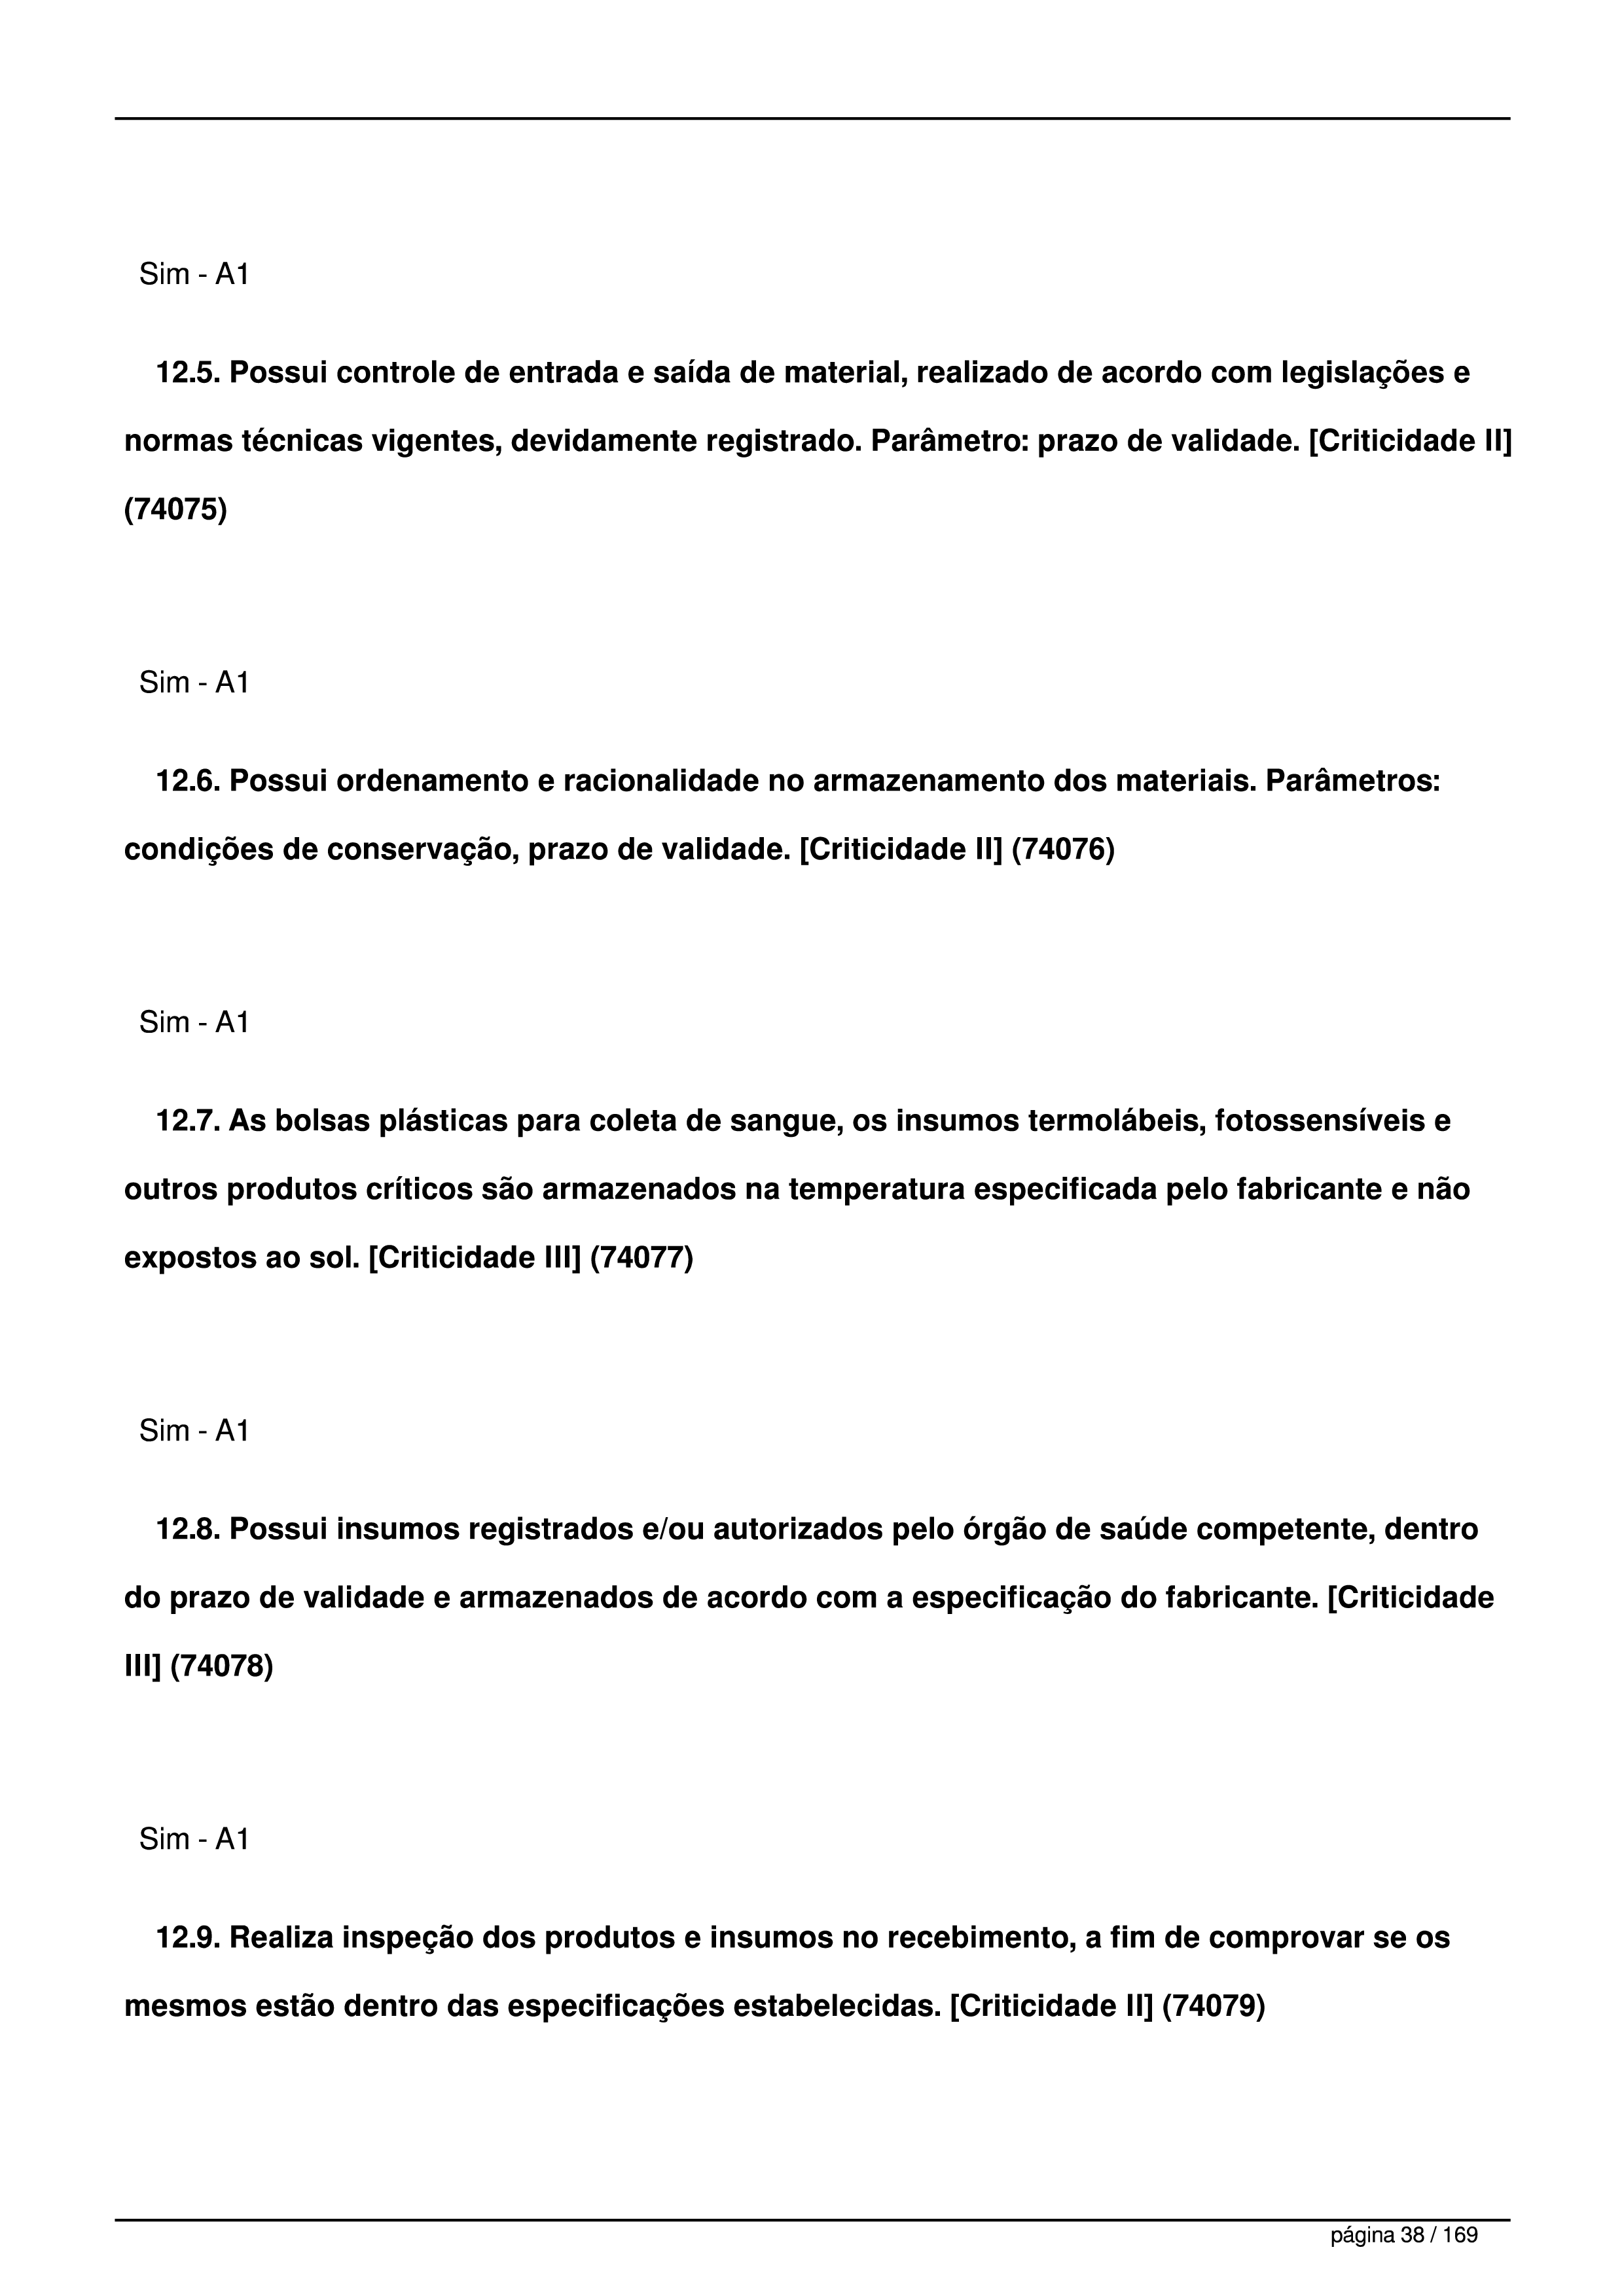 Sim - A1
12.5. Possui controle de entrada e saída de material, realizado de acordo com legislações e
normas técnicas vigentes, devidamente registrado. Parâmetro: prazo de validade. [Criticidade II]
(74075)
Sim - A1
12.6. Possui ordenamento e racionalidade no armazenamento dos materiais. Parâmetros:
condições de conservação, prazo de validade. [Criticidade II] (74076)
Sim - A1
12.7. As bolsas plásticas para coleta de sangue, os insumos termolábeis, fotossensíveis e
outros produtos críticos são armazenados na temperatura especificada pelo fabricante e não
expostos ao sol. [Criticidade III] (74077)
Sim - A1
12.8. Possui insumos registrados e/ou autorizados pelo órgão de saúde competente, dentro
do prazo de validade e armazenados de acordo com a especificação do fabricante. [Criticidade
III] (74078)
Sim - A1
12.9. Realiza inspeção dos produtos e insumos no recebimento, a fim de comprovar se os
mesmos estão dentro das especificações estabelecidas. [Criticidade II] (74079)
página 38 / 169